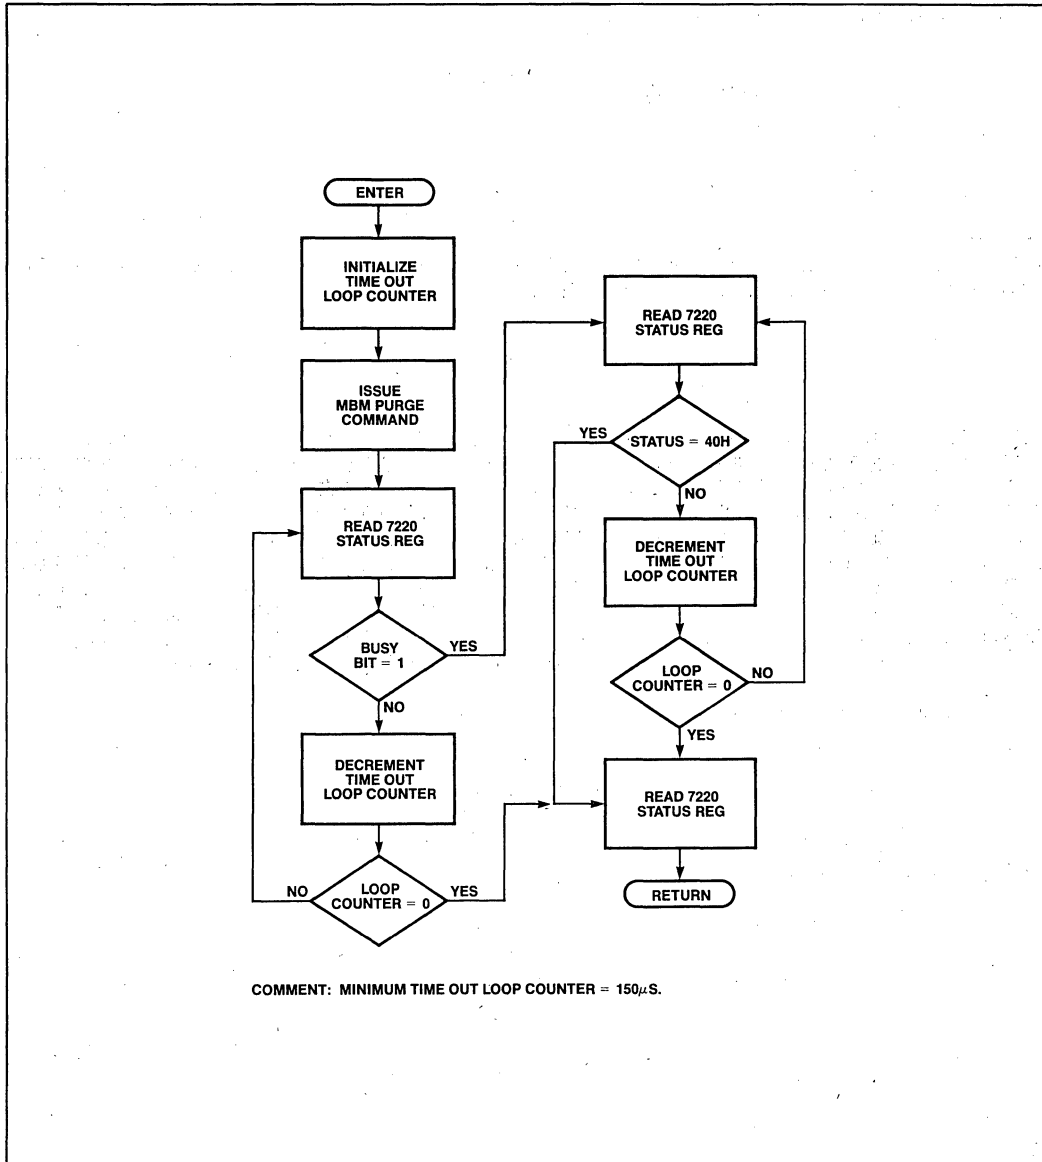 ENTER
INITIALIZE
TIME OUT
LOOP COUNTER
ISSUE
MBM PURGE
COMMAND
READ 7220
STATUS REG
BUSY
BIT = 1
YES
NO
DECREMENT
TIME OUT
LOOP COUNTER
LOOP
COUNTER = 0
NO
YES
READ 7220
STATUS REG
STATUS = 40H
YES
NO
DECREMENT
TIME OUT
LOOP COUNTER
LOOP
COUNTER = 0
NO
YES
READ 7220
STATUS REG
RETURN
COMMENT: MINIMUM TIME OUT LOOP COUNTER = 150μS.